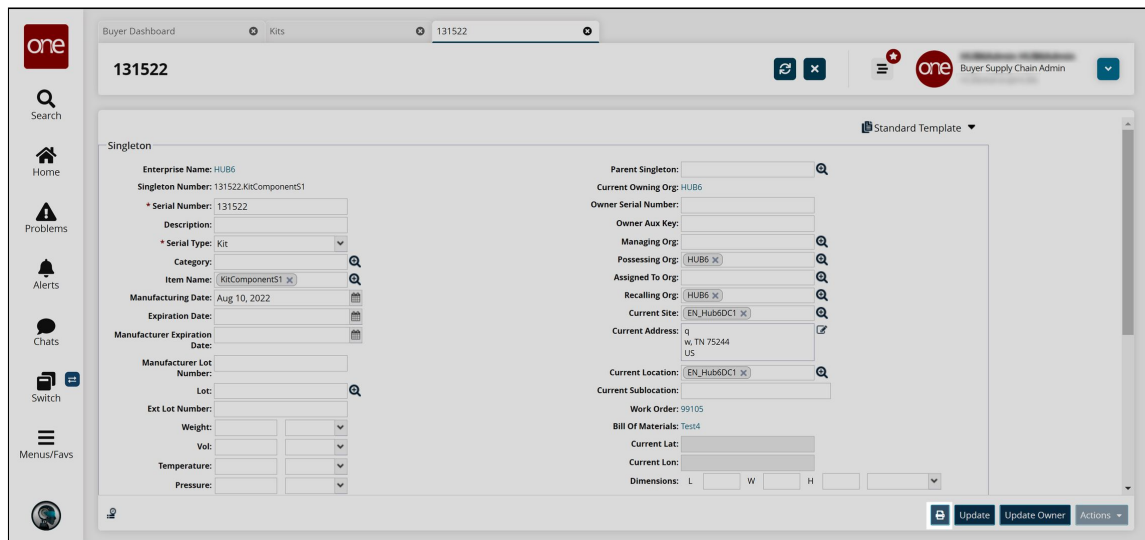 one
Buyer Dashboard
Kits
131522
131522
one
Buyer Supply Chain Admin
Search
Home
Problems
Alerts
Chats
Switch
Menus/Favs
Standard Template
Singleton
Enterprise Name: HUB6
Singleton Number: 131522.KitComponentS1
* Serial Number: 131522
Description:
* Serial Type: Kit
Category:
Item Name: KitComponentS1
Manufacturing Date: Aug 10, 2022
Expiration Date:
Manufacturer Expiration
Date:
Manufacturer Lot
Number:
Lot:
Ext Lot Number:
Weight:
Vol:
Temperature:
Pressure:
Parent Singleton:
Current Owning Org: HUB6
Owner Serial Number:
Owner Aux Key:
Managing Org:
Possessing Org: HUB6
Assigned To Org:
Recalling Org: HUB6
Current Site: EN_Hub6DC1
Current Address: q
w, TN 75244
US
Current Location: EN_Hub6DC1
Current Sublocation:
Work Order: 99105
Bill Of Materials: Test4
Current Lat:
Current Lon:
Dimensions: L W H
Update
Update Owner
Actions